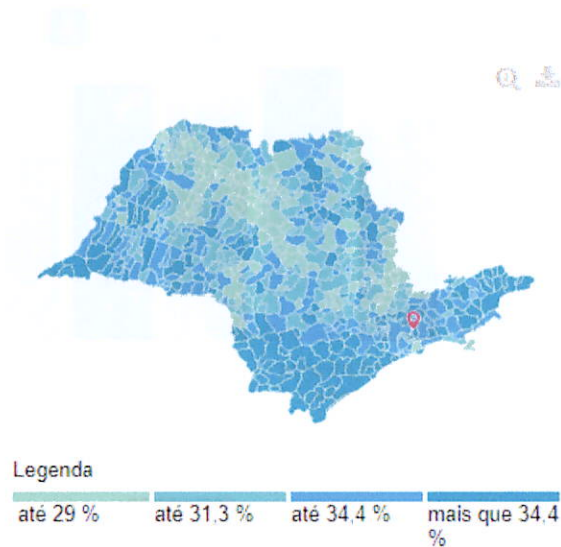 Legenda
até 29 %
até 31,3 %
até 34,4 %
mais que 34,4
%